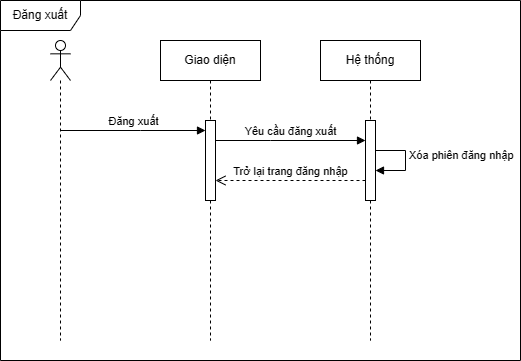 Đăng xuất
Giao diện
Hệ thống
Đăng xuất
Yêu cầu đăng xuất
Xóa phiên đăng nhập
Trở lại trang đăng nhập